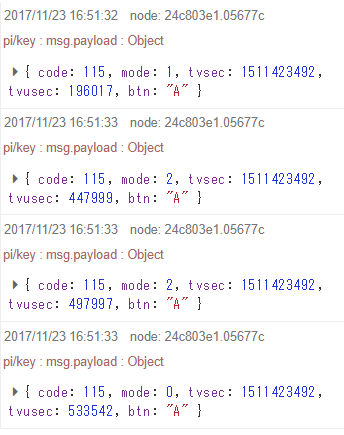 2017/11/23 16:51:32 node: 24c803e1.05677c
pi/key : msg.payload : Object
▶ { code: 115, mode: 1, tvsec: 1511423492,
tvusec: 196017, btn: "A" }
2017/11/23 16:51:33 node: 24c803e1.05677c
pi/key : msg.payload : Object
▶ { code: 115, mode: 2, tvsec: 1511423492,
tvusec: 447999, btn: "A" }
2017/11/23 16:51:33 node: 24c803e1.05677c
pi/key : msg.payload : Object
▶ { code: 115, mode: 2, tvsec: 1511423492,
tvusec: 497997, btn: "A" }
2017/11/23 16:51:33 node: 24c803e1.05677c
pi/key : msg.payload : Object
▶ { code: 115, mode: 0, tvsec: 1511423492,
tvusec: 533542, btn: "A" }